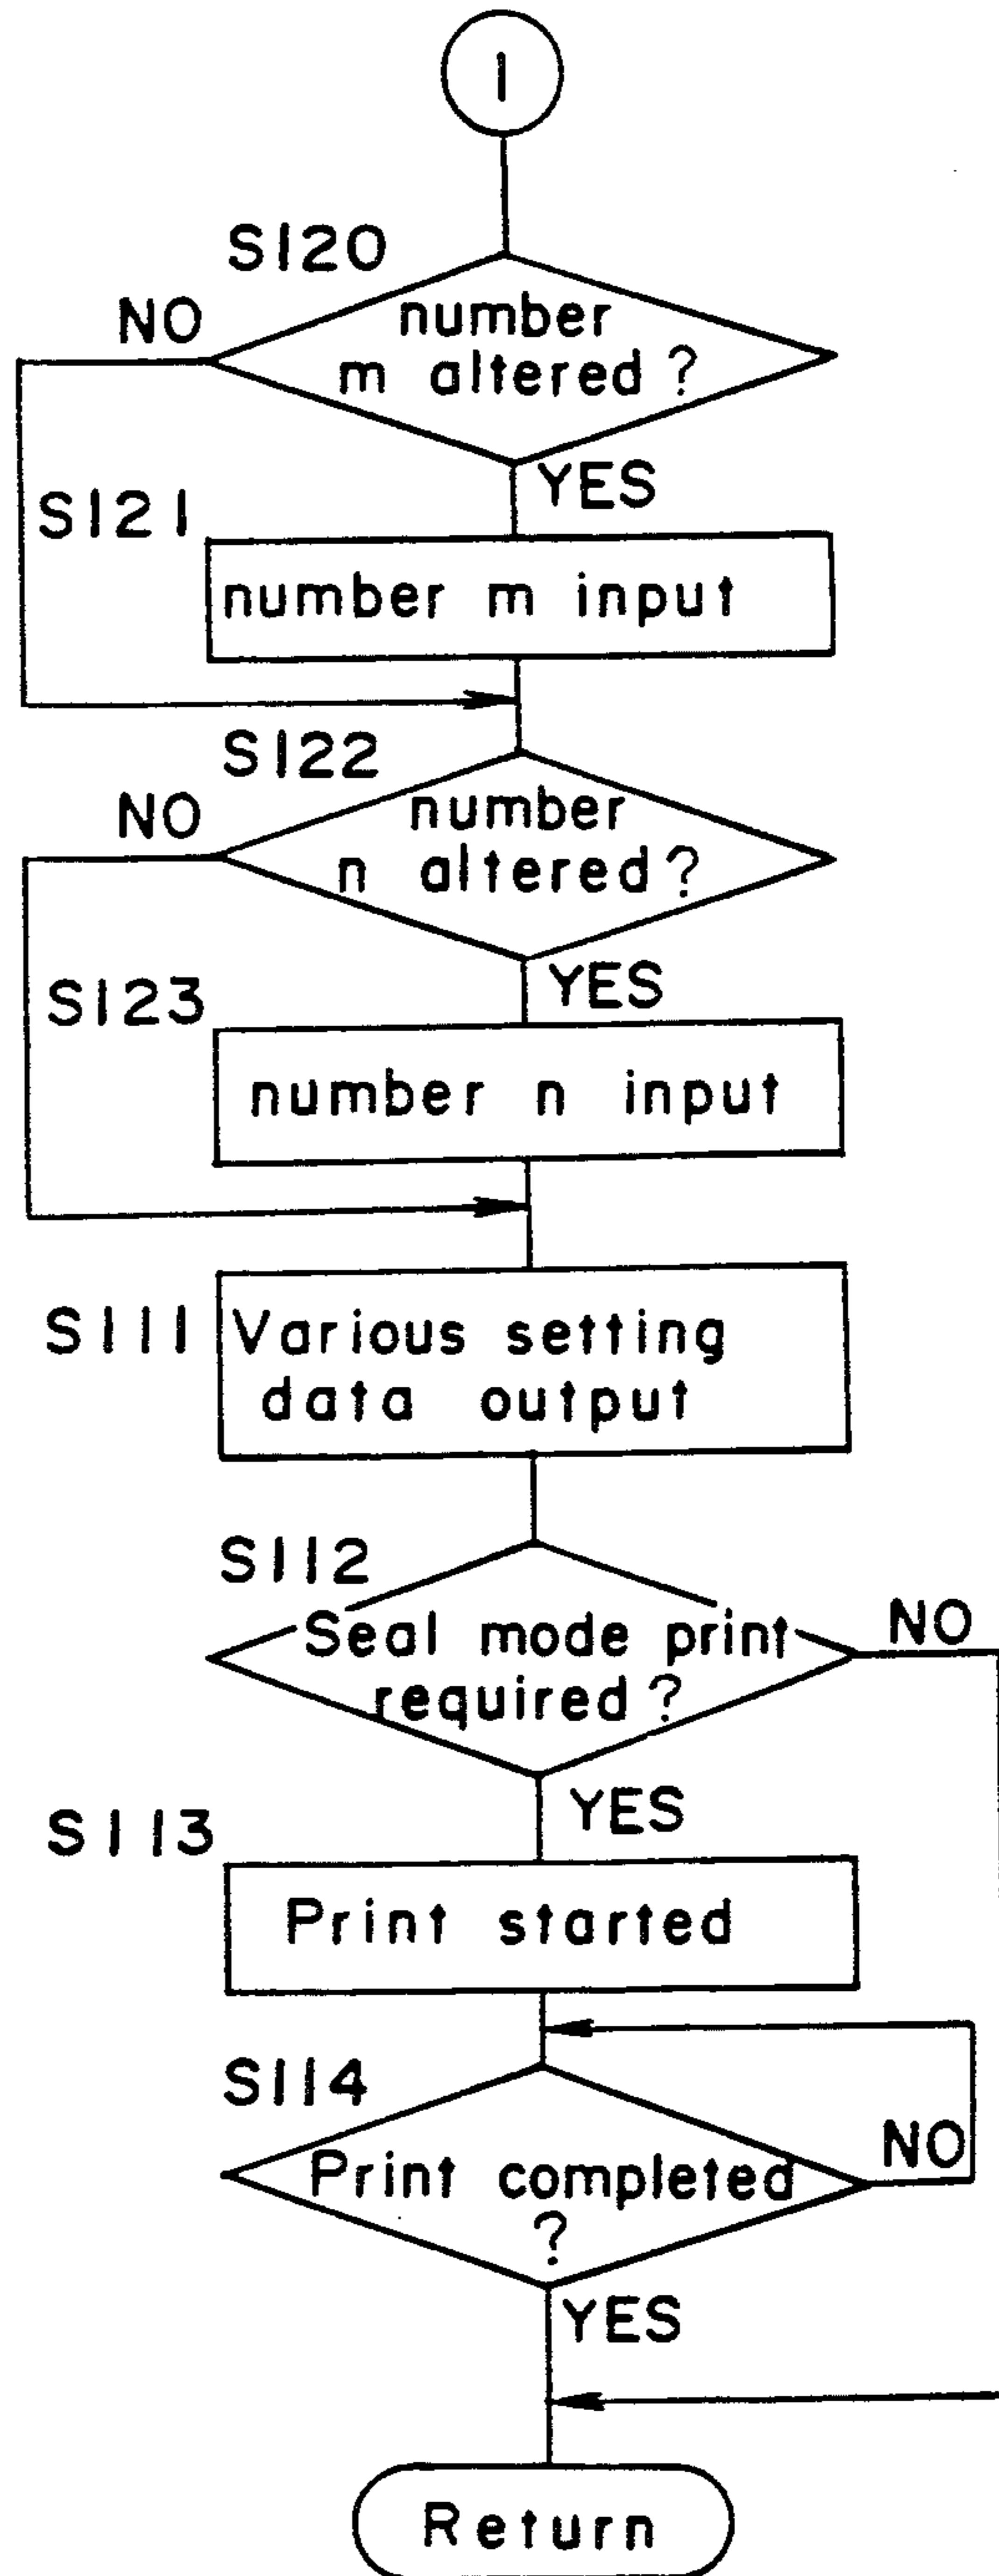 1
S120
NO
number
m altered ?
YES
S121
number m input
S122
NO
number
n altered ?
YES
S123
number n input
S111
Various setting
data output
S112
Seal mode print
required ?
NO
YES
S113
Print started
S114
Print completed
?
NO
YES
Return